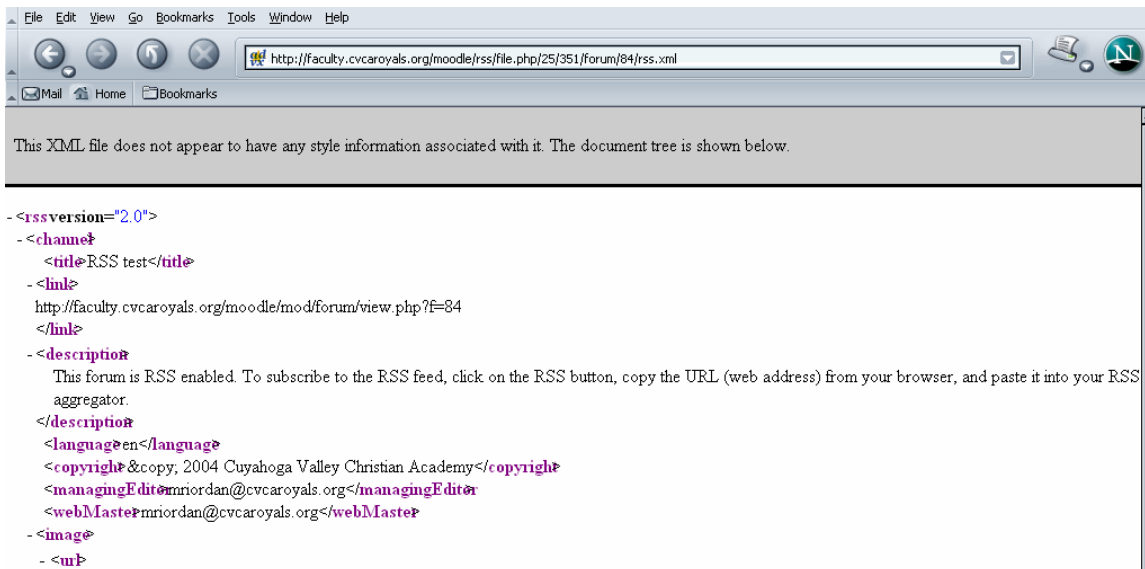 File Edit View Go Bookmarks Tools Window Help
http://faculty.cvcaroyals.org/moodle/rss/file.php/25/351/forum/84/rss.xml
N
Mail Home Bookmarks
This XML file does not appear to have any style information associated with it. The document tree is shown below.
- <rss version="2.0">
- <channel>
<title>RSS test</title>
- <link>
http://faculty.cvcaroyals.org/moodle/mod/forum/view.php?f=84
</link>
- <description>
This forum is RSS enabled. To subscribe to the RSS feed, click on the RSS button, copy the URL (web address) from your browser, and paste it into your RSS
aggregator.
</description>
<language>en</language>
<copyright>&copy; 2004 Cuyahoga Valley Christian Academy</copyright>
<managingEditor>mriordan@cvcaroyals.org</managingEditor>
<webMaster>mriordan@cvcaroyals.org</webMaster>
- <image>
- <url>